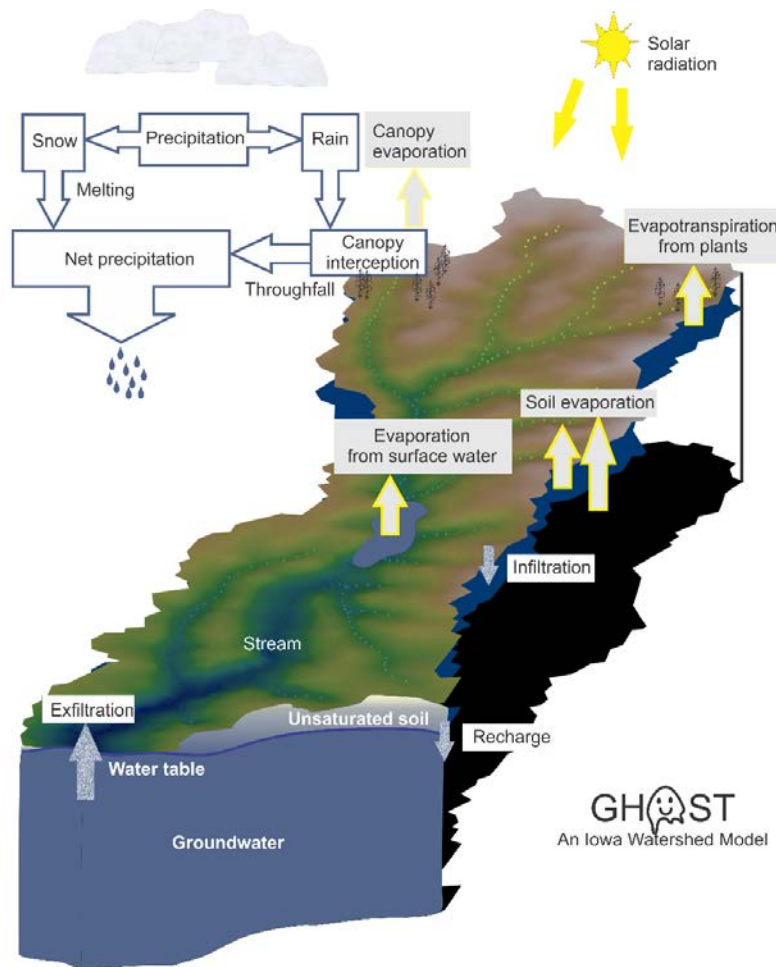 Solar
radiation
Snow
Precipitation
Rain
Canopy
evaporation
Melting
Net precipitation
Canopy
interception
Throughfall
Evapotranspiration
from plants
Soil evaporation
Evaporation
from surface water
Infiltration
Stream
Exfiltration
Unsaturated soil
Recharge
Water table
Groundwater
GHOST
An Iowa Watershed Model